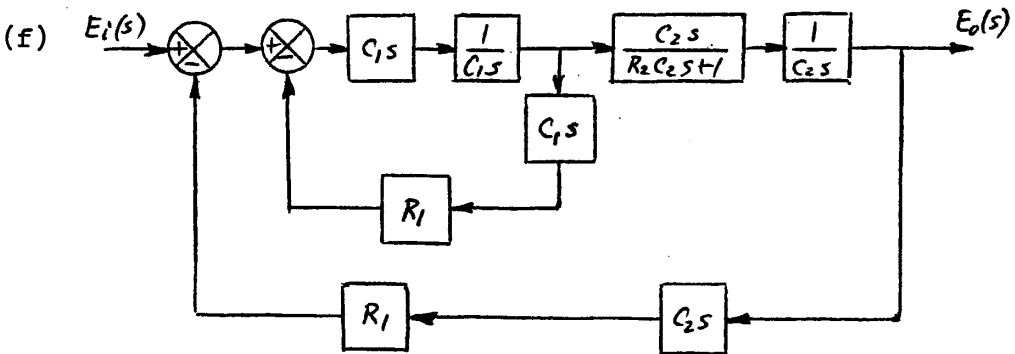 (f) Ei(s) + - + - C₁s 1/C₁s C₂s/R₂C₂s+1 1/C₂s Eo(s)
C₁s
R₁
R₁ C₂s